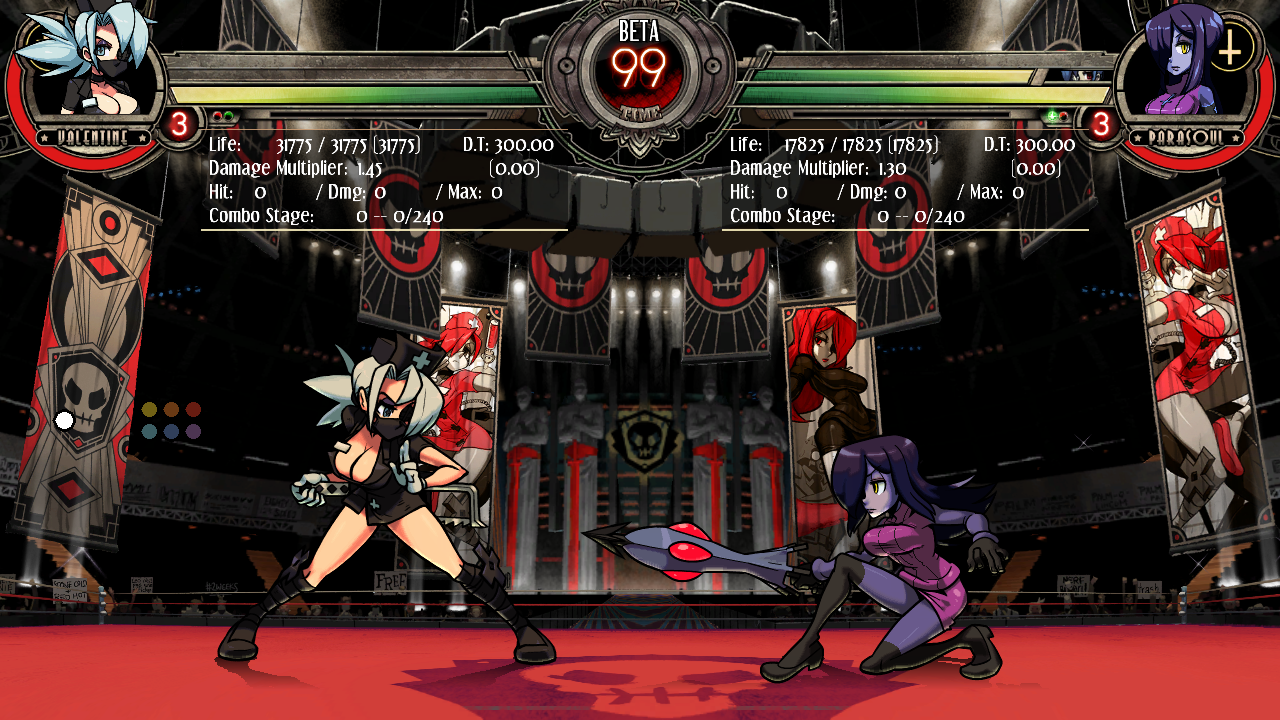 BETA
99
TIME
VALENTINE
3
3
PARASOUL
Life: 31775 / 31775 (31775) D.T: 300.00
Damage Multiplier: 1.45 (0.00)
Hit: 0 / Dmg: 0 / Max: 0
Combo Stage: 0 -- 0/240
Life: 17825 / 17825 (17825) D.T: 300.00
Damage Multiplier: 1.30 (0.00)
Hit: 0 / Dmg: 0 / Max: 0
Combo Stage: 0 -- 0/240
FREE